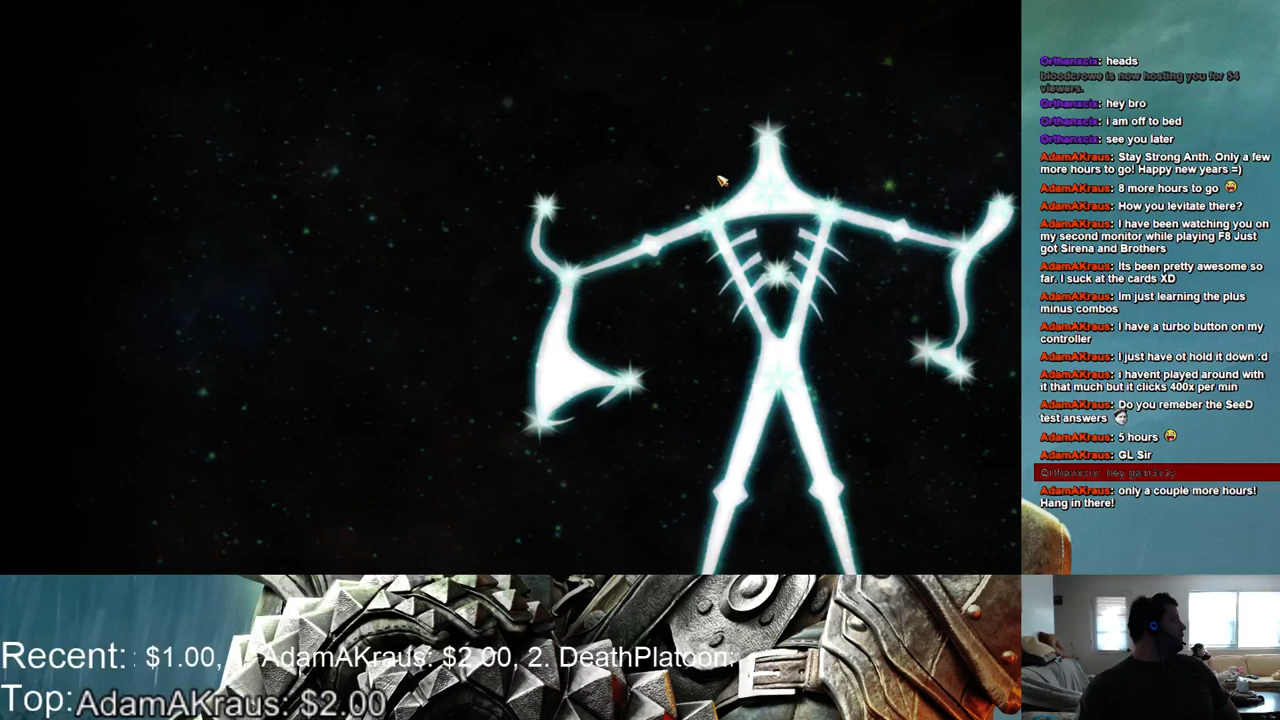 Orthanxcix: heads
bloodcrowe is now hosting you for 54
viewers.
Orthanxcix: hey bro
Orthanxcix: i am off to bed
Orthanxcix: see you later
AdamAKraus: Stay Strong Anth. Only a few
more hours to go! Happy new years =)
AdamAKraus: 8 more hours to go
AdamAKraus: How you levitate there?
AdamAKraus: I have been watching you on
my second monitor while playing F8 Just
got Sirena and Brothers
AdamAKraus: Its been pretty awesome so
far. I suck at the cards XD
AdamAKraus: Im just learning the plus
minus combos
AdamAKraus: I have a turbo button on my
controller
AdamAKraus: I just have ot hold it down :d
AdamAKraus: i havent played around with
it that much but it clicks 400x per min
AdamAKraus: Do you remeber the SeeD
test answers
AdamAKraus: 5 hours
AdamAKraus: GL Sir
Orthanxcix: hey
AdamAKraus: only a couple more hours!
Hang in there!
Recent: : $1.00, AdamAKraus: $2.00, 2. DeathPlatoon:
Top: AdamAKraus: $2.00